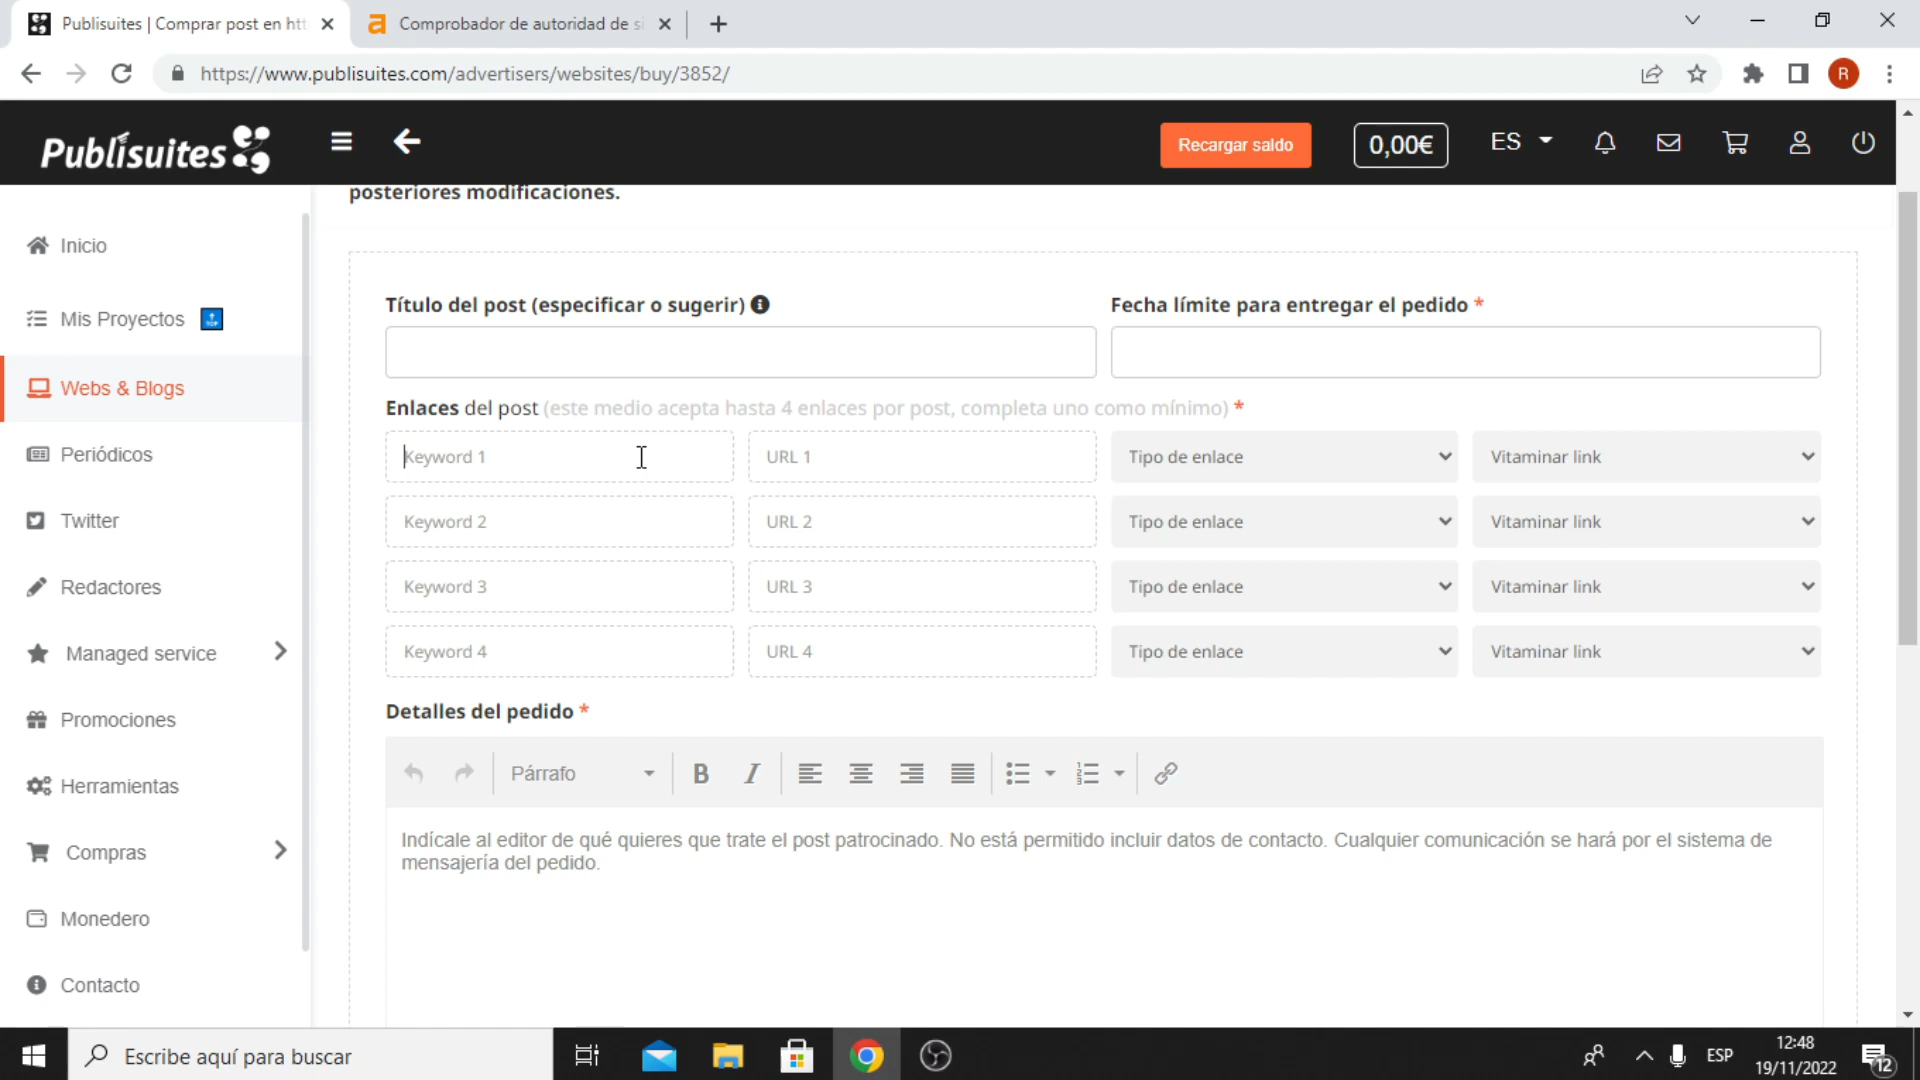 Publisuites | Comprar post en htt
Comprobador de autoridad de si
https://www.publisuites.com/advertisers/websites/buy/3852/
R
Publisuites
Recargar saldo
0,00€
ES
posteriores modificaciones.
Inicio
Mis Proyectos
TOP
Webs & Blogs
Periódicos
Twitter
Redactores
Managed service
Promociones
Herramientas
Compras
Monedero
Contacto
Título del post (especificar o sugerir)
Fecha límite para entregar el pedido *
Enlaces del post (este medio acepta hasta 4 enlaces por post, completa uno como mínimo) *
Keyword 1 URL 1 Tipo de enlace Vitaminar link
Keyword 2 URL 2 Tipo de enlace Vitaminar link
Keyword 3 URL 3 Tipo de enlace Vitaminar link
Keyword 4 URL 4 Tipo de enlace Vitaminar link
Detalles del pedido *
Párrafo B I
Indícale al editor de qué quieres que trate el post patrocinado. No está permitido incluir datos de contacto. Cualquier comunicación se hará por el sistema de
mensajería del pedido.
Escribe aquí para buscar
ESP
12:48
19/11/2022
12